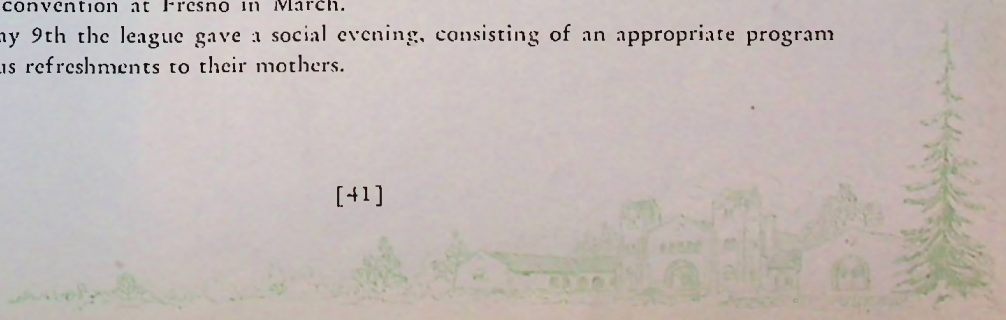 convention at Fresno in March.
ay 9th the league gave a social evening, consisting of an appropriate program
us refreshments to their mothers.
[41]